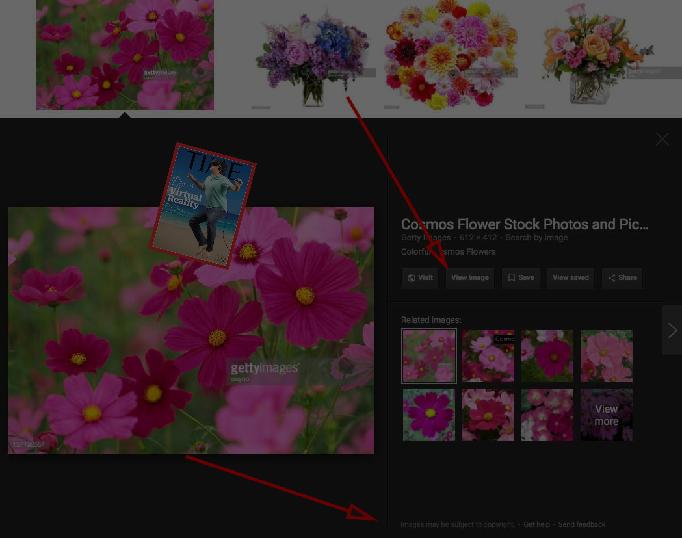 gettyimages
TIME
Virtual
Reality
Cosmos Flower Stock Photos and Pic...
Getty Images - 612 × 412 - Search by image
Colorful Cosmos Flowers
Visit
View image
Save
View saved
Share
Related images:
gettyimages
View
more
Images may be subject to copyright. - Get help - Send feedback